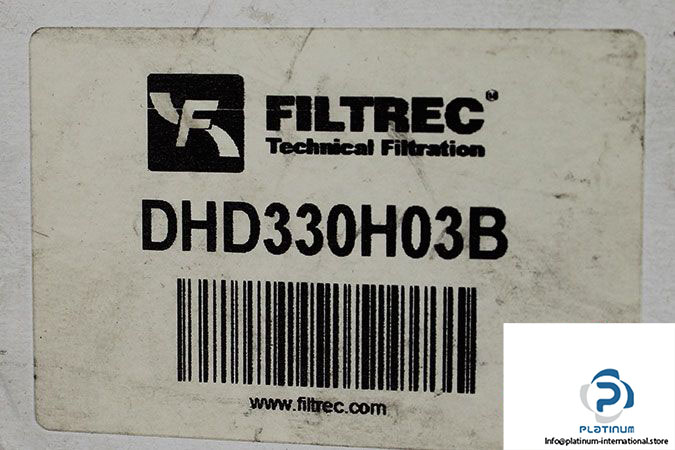 FILTREC®
Technical Filtration
DHD330H03B
www.filtrec.com
PLATINUM
Info@platinum-international.store